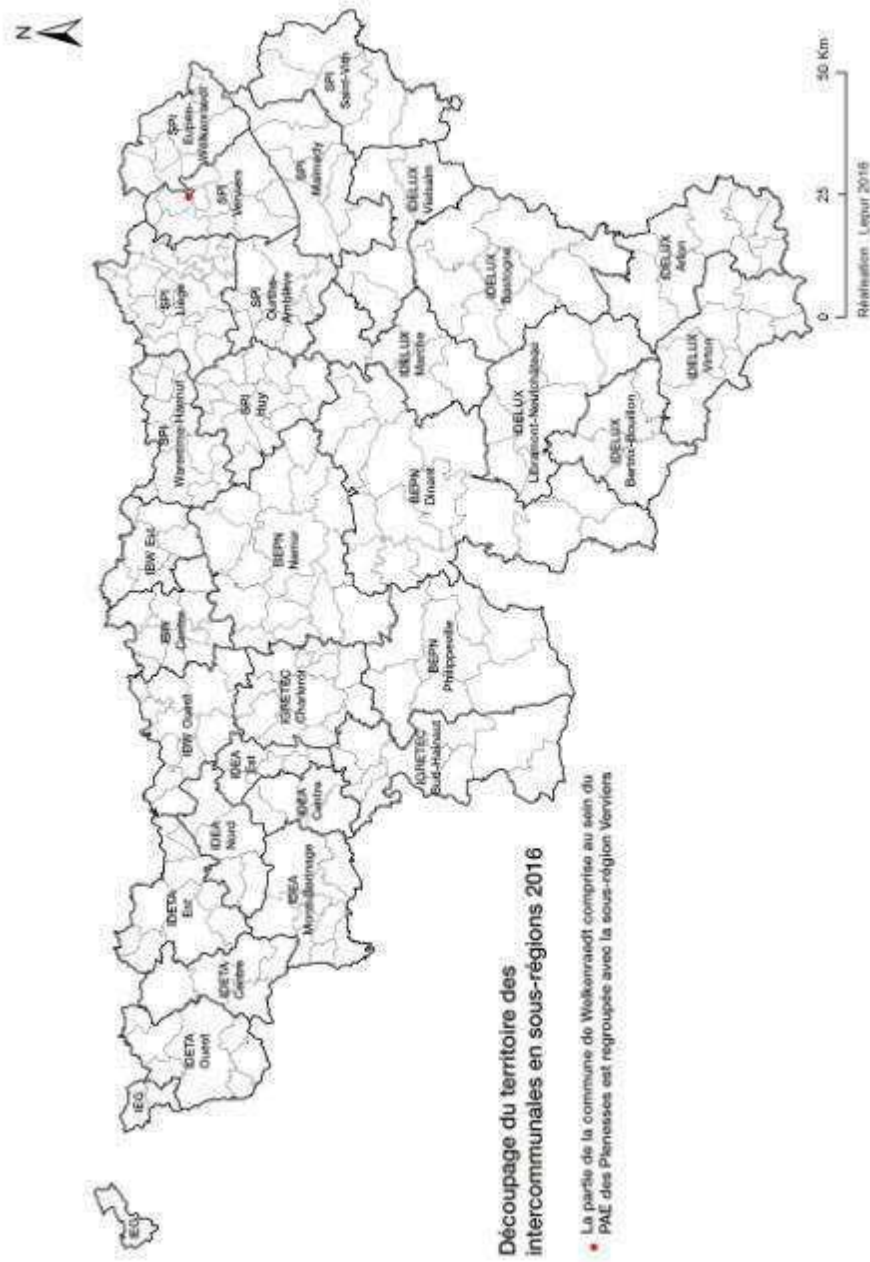 N
IEG
IEG
IDETA
Ouest
IDETA
Centre
IDETA
Est
IDEA
Mons-Borinage
IDEA
Nord
IDEA
Centre
IDEA
Est
IBW Ouest
IBW
Centre
IBW Est
IGRETEC
Charleroi
IGRETEC
Sud-Hainaut
BEPN
Philippeville
BEPN
Namur
BEPN
Dinant
SPI
Waremme-Hannut
SPI
Huy
SPI
Liège
SPI
Ourthe-
Amblève
SPI
Verviers
SPI
Eupen-
Welkenraedt
SPI
Malmedy
SPI
Saint-Vith
IDELUX
Vielsalm
IDELUX
Marche
IDELUX
Bastogne
IDELUX
Libramont-Neufchâteau
IDELUX
Bertrix-Bouillon
IDELUX
Arlon
IDELUX
Virton
Découpage du territoire des
intercommunales en sous-régions 2016
La partie de la commune de Welkenraedt comprise au sein du
PAE des Plenesses est regroupée avec la sous-région Verviers
0 25 50 Km
Réalisation : Lepur 2016